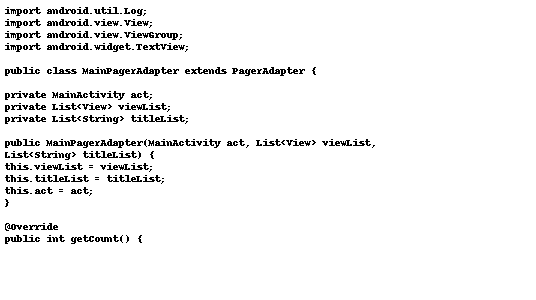 import android.util.Log;
import android.view.View;
import android.view.ViewGroup;
import android.widget.TextView;
public class MainPagerAdapter extends PagerAdapter {
private MainActivity act;
private List<View> viewList;
private List<String> titleList;
public MainPagerAdapter(MainActivity act, List<View> viewList,
List<String> titleList) {
this.viewList = viewList;
this.titleList = titleList;
this.act = act;
}
@Override
public int getCount() {